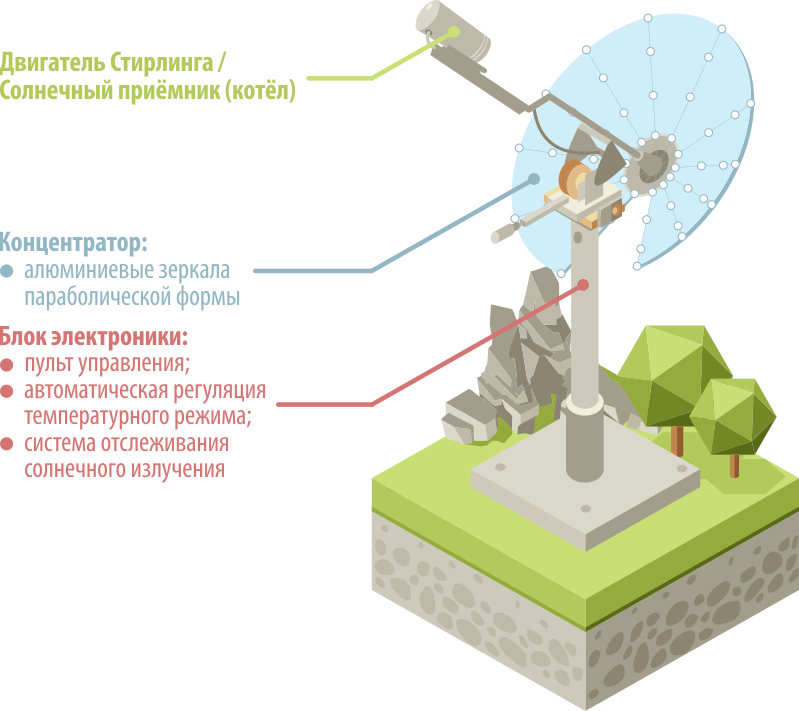 Двигатель Стирлинга /
Солнечный приёмник (котёл)
Концентратор:
● алюминиевые зеркала
параболической формы
Блок электроники:
● пульт управления;
● автоматическая регуляция
температурного режима;
● система отслеживания
солнечного излучения